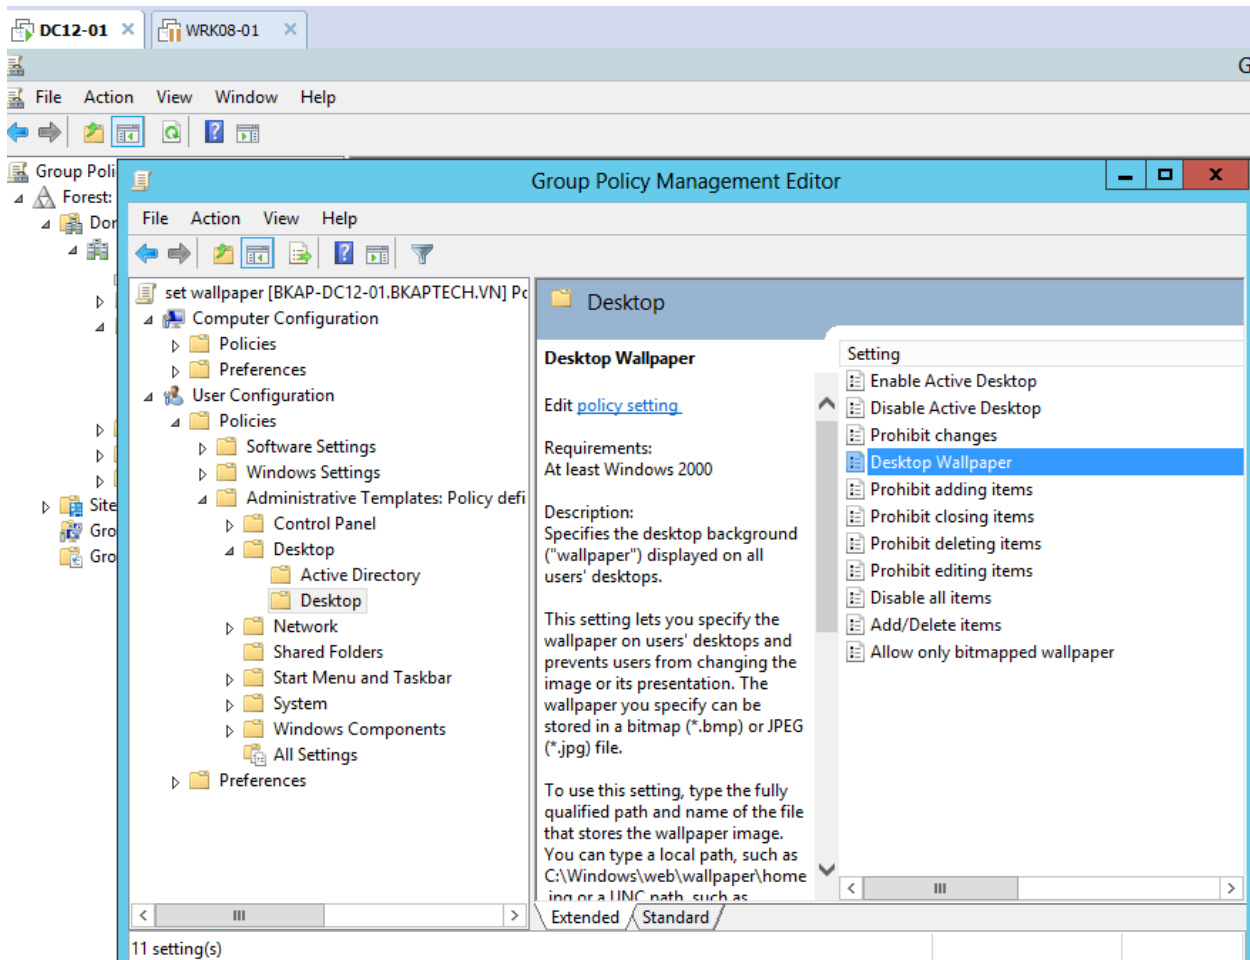 DC12-01
WRK08-01
G
File Action View Window Help
Group Poli
Forest:
Dor
Site
Gro
Gro
Group Policy Management Editor
File Action View Help
set wallpaper [BKAP-DC12-01.BKAPTECH.VN] Pc
Computer Configuration
Policies
Preferences
User Configuration
Policies
Software Settings
Windows Settings
Administrative Templates: Policy defi
Control Panel
Desktop
Active Directory
Desktop
Network
Shared Folders
Start Menu and Taskbar
System
Windows Components
All Settings
Preferences
Desktop
Desktop Wallpaper
Edit policy setting
Requirements:
At least Windows 2000
Description:
Specifies the desktop background
("wallpaper") displayed on all
users' desktops.
This setting lets you specify the
wallpaper on users' desktops and
prevents users from changing the
image or its presentation. The
wallpaper you specify can be
stored in a bitmap (*.bmp) or JPEG
(*.jpg) file.
To use this setting, type the fully
qualified path and name of the file
that stores the wallpaper image.
You can type a local path, such as
C:\Windows\web\wallpaper\home
.jpg or a UNC path, such as
Setting
Enable Active Desktop
Disable Active Desktop
Prohibit changes
Desktop Wallpaper
Prohibit adding items
Prohibit closing items
Prohibit deleting items
Prohibit editing items
Disable all items
Add/Delete items
Allow only bitmapped wallpaper
Extended Standard
11 setting(s)